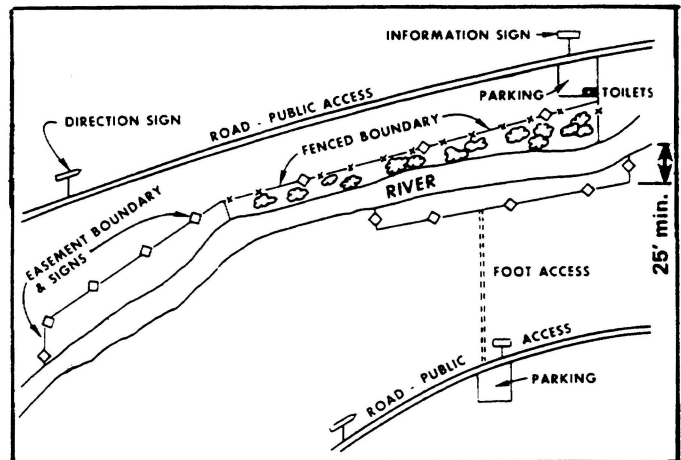 INFORMATION SIGN
PARKING
TOILETS
ROAD - PUBLIC ACCESS
DIRECTION SIGN
FENCED BOUNDARY
RIVER
EASEMENT BOUNDARY
& SIGNS
25' min.
FOOT ACCESS
ROAD - PUBLIC ACCESS
PARKING